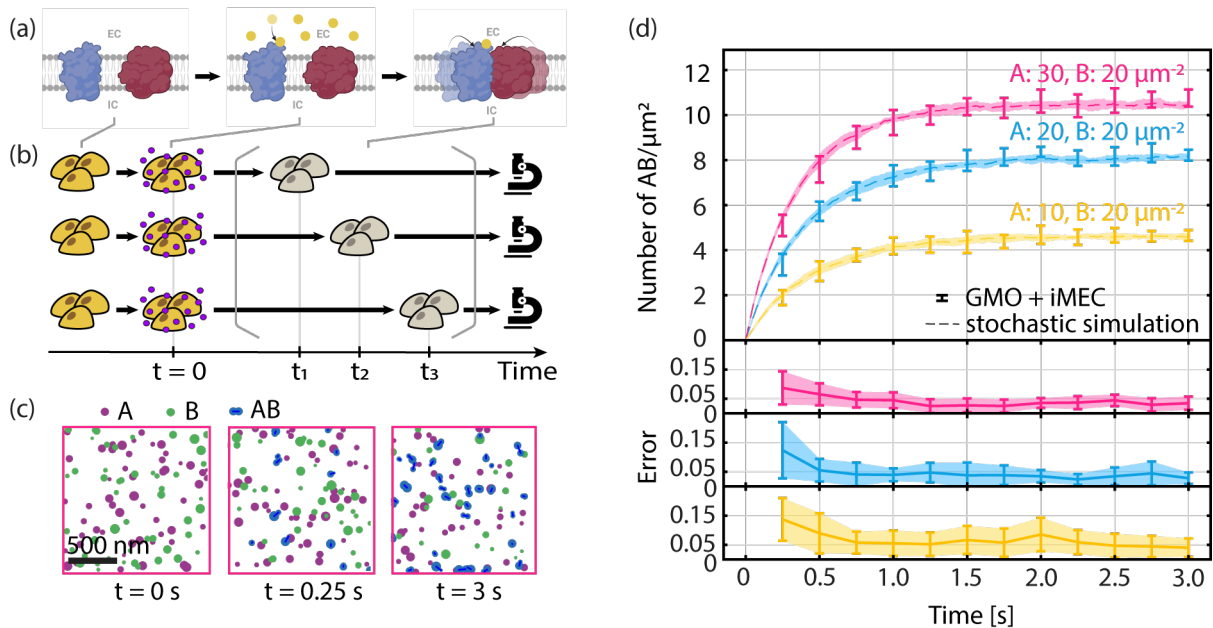 (a)
EC
IC
EC
IC
EC
IC
(b)
t = 0
t₁
t₂
t₃
Time
(c)
A
B
AB
500 nm
t = 0 s
t = 0.25 s
t = 3 s
(d)
Number of AB/µm²
12
10
8
6
4
2
0
A: 30, B: 20 µm⁻²
A: 20, B: 20 µm⁻²
A: 10, B: 20 µm⁻²
GMO + iMEC
stochastic simulation
Error
0.15
0.05
0
0.15
0.05
0
0.15
0.05
0
0.5
1.0
1.5
2.0
2.5
3.0
Time [s]